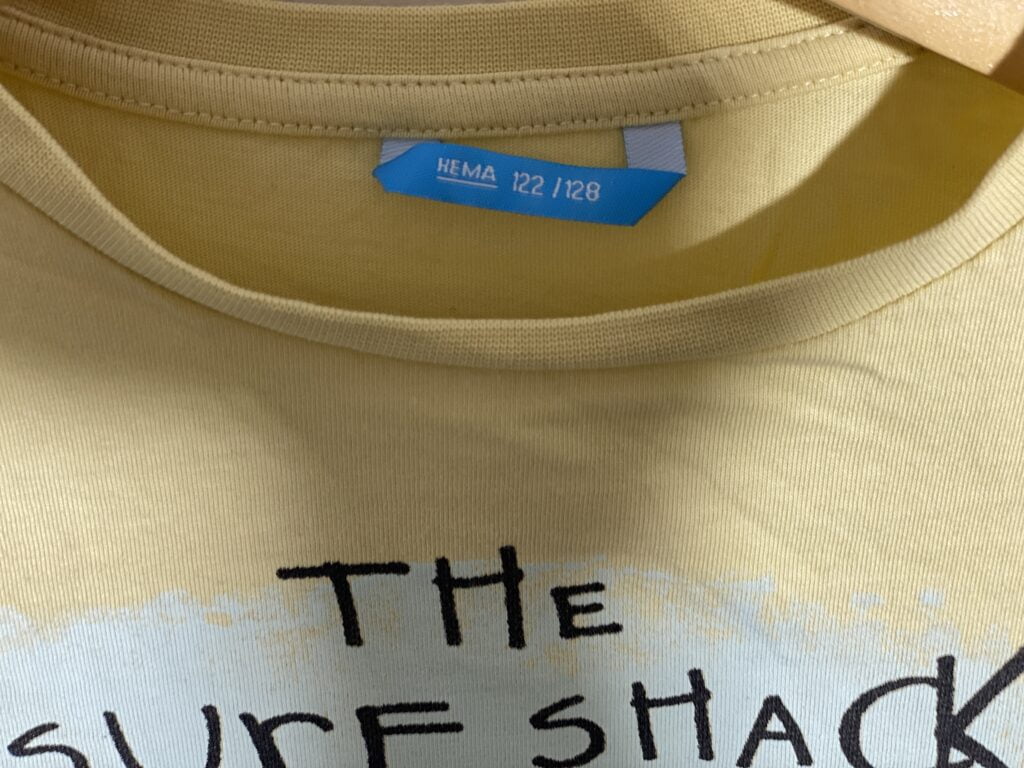 HEMA 122/128
THE
SURF SHACK